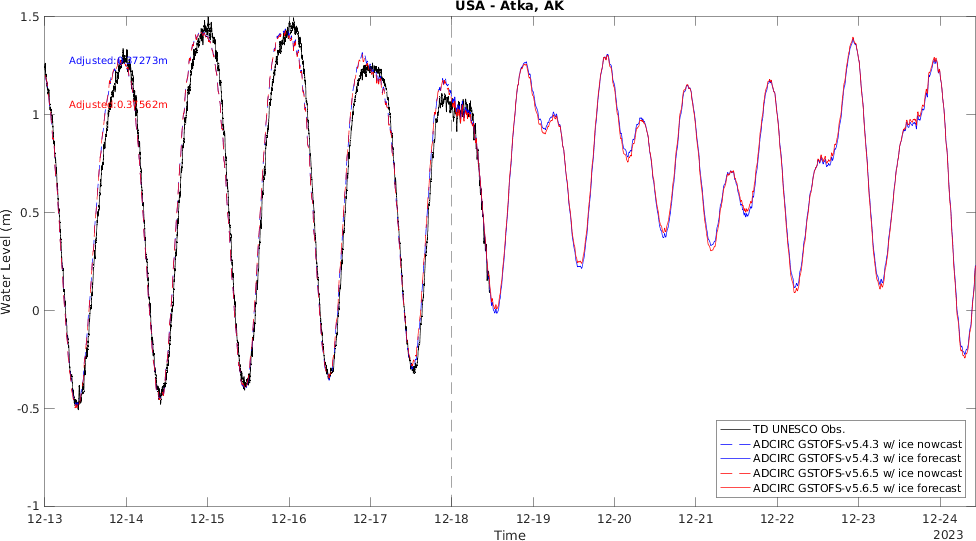 USA - Atka, AK
1.5
1
0.5
0
-0.5
-1
Water Level (m)
Adjusted:0.37273m
Adjusted:0.37562m
TD UNESCO Obs.
ADCIRC GSTOFS-v5.4.3 w/ ice nowcast
ADCIRC GSTOFS-v5.4.3 w/ ice forecast
ADCIRC GSTOFS-v5.6.5 w/ ice nowcast
ADCIRC GSTOFS-v5.6.5 w/ ice forecast
12-13 12-14 12-15 12-16 12-17 12-18 12-19 12-20 12-21 12-22 12-23 12-24
Time
2023